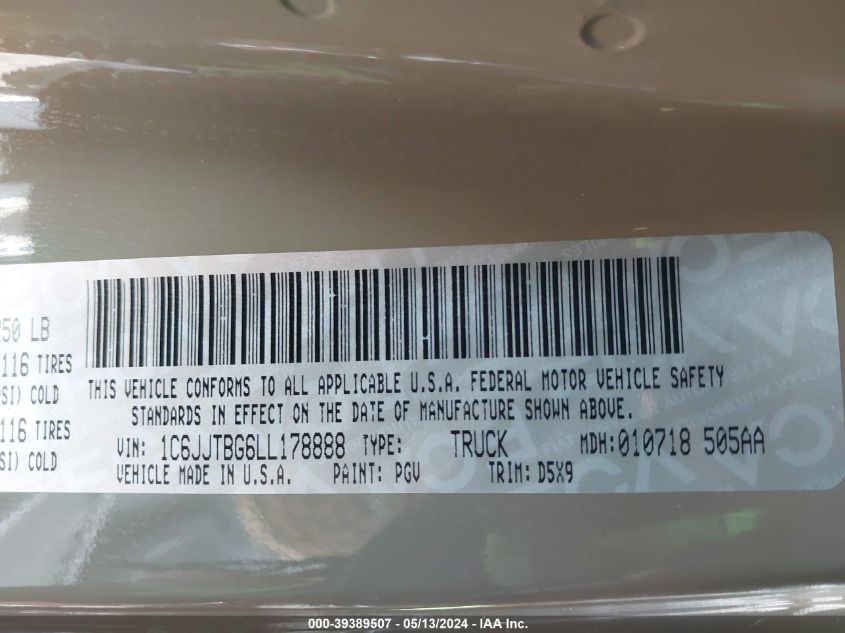 250 LB
116 TIRES
SI) COLD
116 TIRES
SI) COLD
THIS VEHICLE CONFORMS TO ALL APPLICABLE U.S.A. FEDERAL MOTOR VEHICLE SAFETY
STANDARDS IN EFFECT ON THE DATE OF MANUFACTURE SHOWN ABOVE.
VIN: 1C6JJTBG6LL178888 TYPE: TRUCK MDH:010718 505AA
VEHICLE MADE IN U.S.A. PAINT: PGV TRIM: D5X9
000-39389507 - 05/13/2024 - IAA Inc.